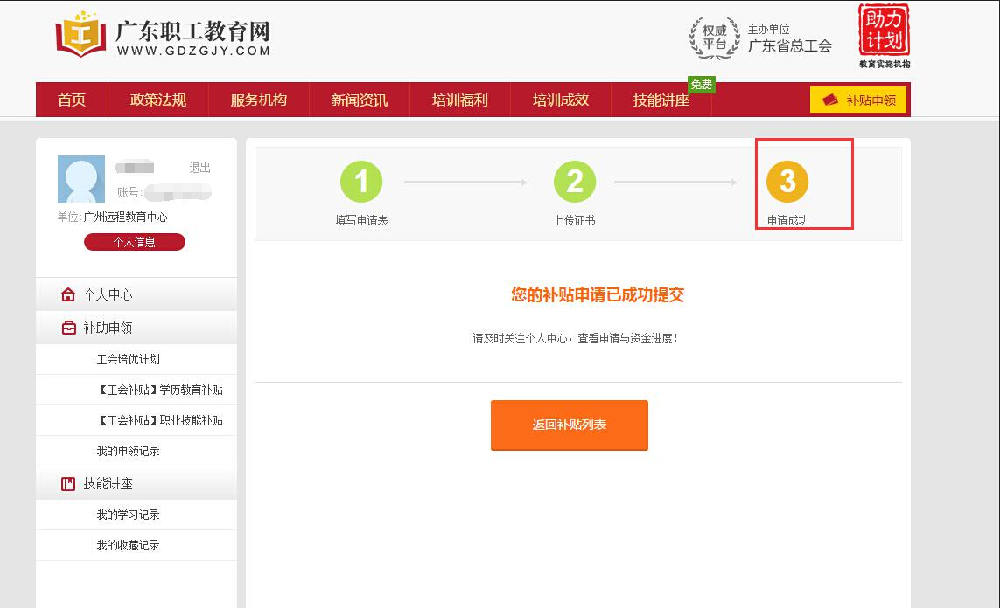 广东职工教育网
WWW.GDZGJY.COM
权威
平台
主办单位
广东省总工会
助力
计划
教育实施机构
首页 政策法规 服务机构 新闻资讯 培训福利 培训成效 技能讲座 免费 补贴申领
退出
账号:
单位:广州远程教育中心
个人信息
个人中心
补助申领
工会培优计划
【工会补贴】学历教育补贴
【工会补贴】职业技能补贴
我的申领记录
技能讲座
我的学习记录
我的收藏记录
1 2 3
填写申请表 上传证书 申请成功
您的补贴申请已成功提交
请及时关注个人中心，查看申请与资金进度！
返回补贴列表